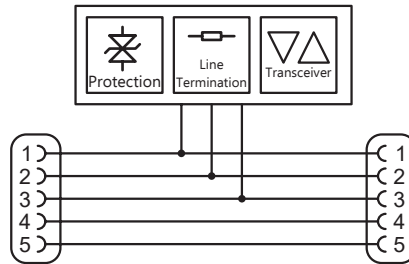 Protection
Line
Termination
Transceiver
1 1
2 2
3 3
4 4
5 5